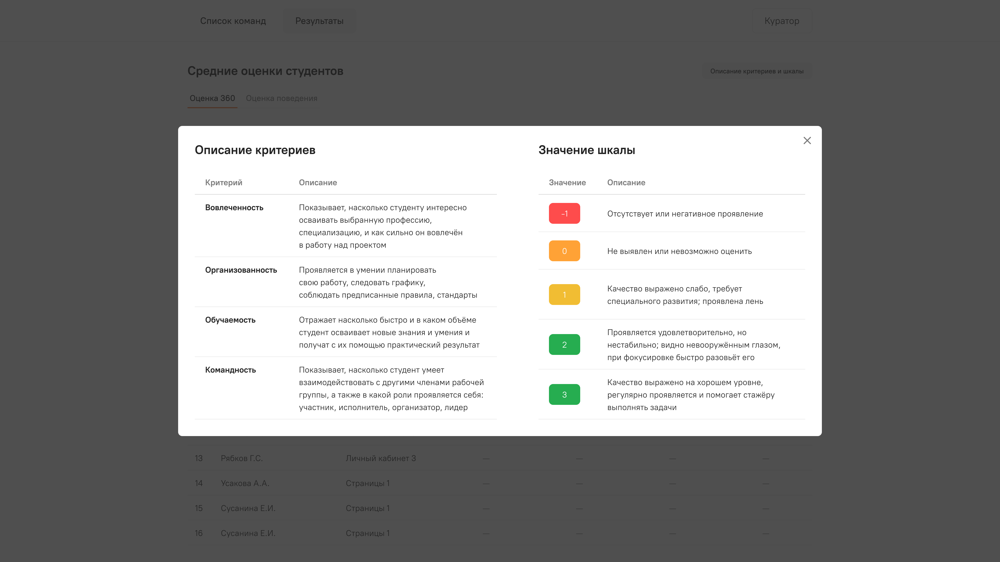 Список команд
Результаты
Куратор
Средние оценки студентов
Описание критериев и шкалы
Оценка 360
Оценка поведения
Описание критериев
Критерий
Описание
Вовлеченность
Показывает, насколько студенту интересно
осваивать выбранную профессию,
специализацию, и как сильно он вовлечён
в работу над проектом
Организованность
Проявляется в умении планировать
свою работу, следовать графику,
соблюдать предписанные правила, стандарты
Обучаемость
Отражает насколько быстро и в каком объёме
студент осваивает новые знания и умения и
получат с их помощью практический результат
Командность
Показывает, насколько студент умеет
взаимодействовать с другими членами рабочей
группы, а также в какой роли проявляется себя:
участник, исполнитель, организатор, лидер
Значение шкалы
Значение
Описание
-1
Отсутствует или негативное проявление
0
Не выявлен или невозможно оценить
1
Качество выражено слабо, требует
специального развития; проявлена лень
2
Проявляется удовлетворительно, но
нестабильно; видно невооружённым глазом,
при фокусировке быстро разовьёт его
3
Качество выражено на хорошем уровне,
регулярно проявляется и помогает стажёру
выполнять задачи
13 Рябков Г.С. Личный кабинет 3 — — — —
14 Усакова А.А. Страницы 1 — — — —
15 Сусанина Е.И. Страницы 1 — — — —
16 Сусанина Е.И. Страницы 1 — — — —